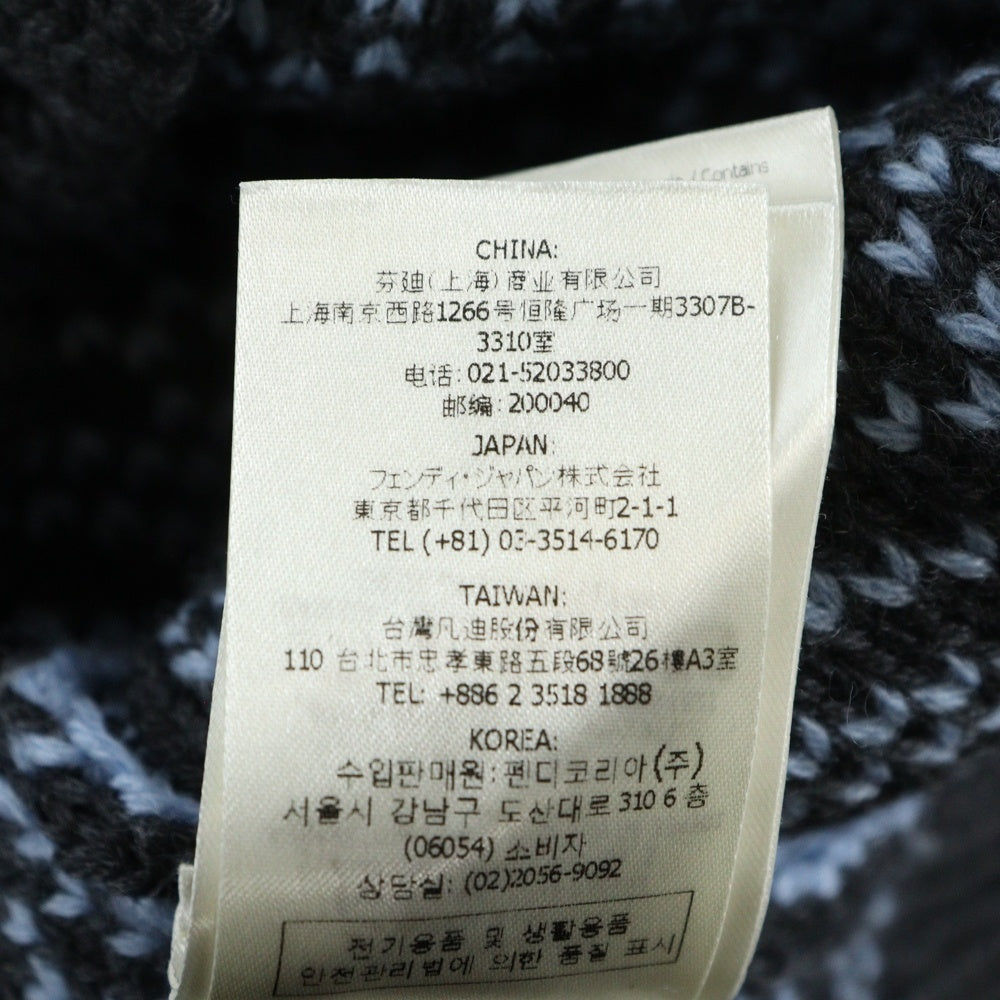 / Contains
CHINA:
芬迪(上海)商业有限公司
上海南京西路1266号恒隆广场一期3307B-
3310室
电话: 021-52033800
邮编: 200040
JAPAN:
フェンディ・ジャパン株式会社
東京都千代田区平河町2-1-1
TEL (+81) 03-3514-6170
TAIWAN:
台灣凡迪股份有限公司
110 台北市忠孝東路五段68號26樓A3室
TEL: +886 2 3518 1888
KOREA:
수입판매원: 펜디코리아(주)
서울시 강남구 도산대로 310 6 층
(06054) 소비자
상담실: (02)2056-9092
전기용품 및 생활용품
안전관리법에 의한 품질 표시